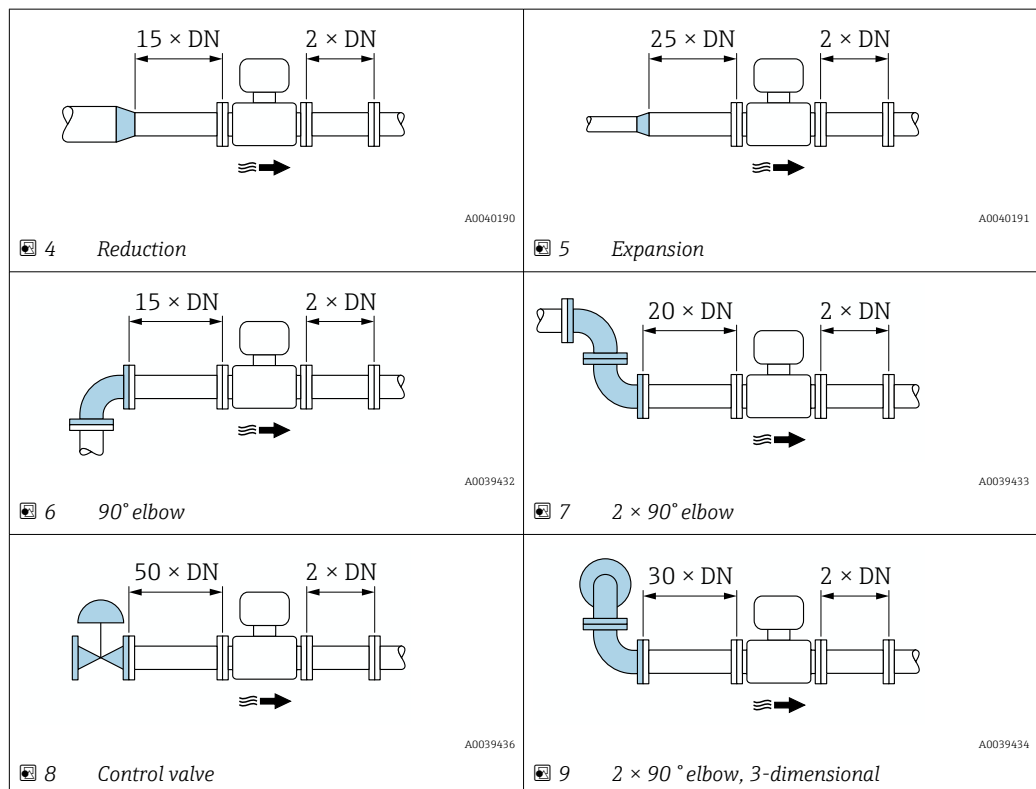 15 × DN 2 × DN
A0040190
4 Reduction
25 × DN 2 × DN
A0040191
5 Expansion
15 × DN 2 × DN
A0039432
6 90° elbow
20 × DN 2 × DN
A0039433
7 2 × 90° elbow
50 × DN 2 × DN
A0039436
8 Control valve
30 × DN 2 × DN
A0039434
9 2 × 90 ° elbow, 3-dimensional